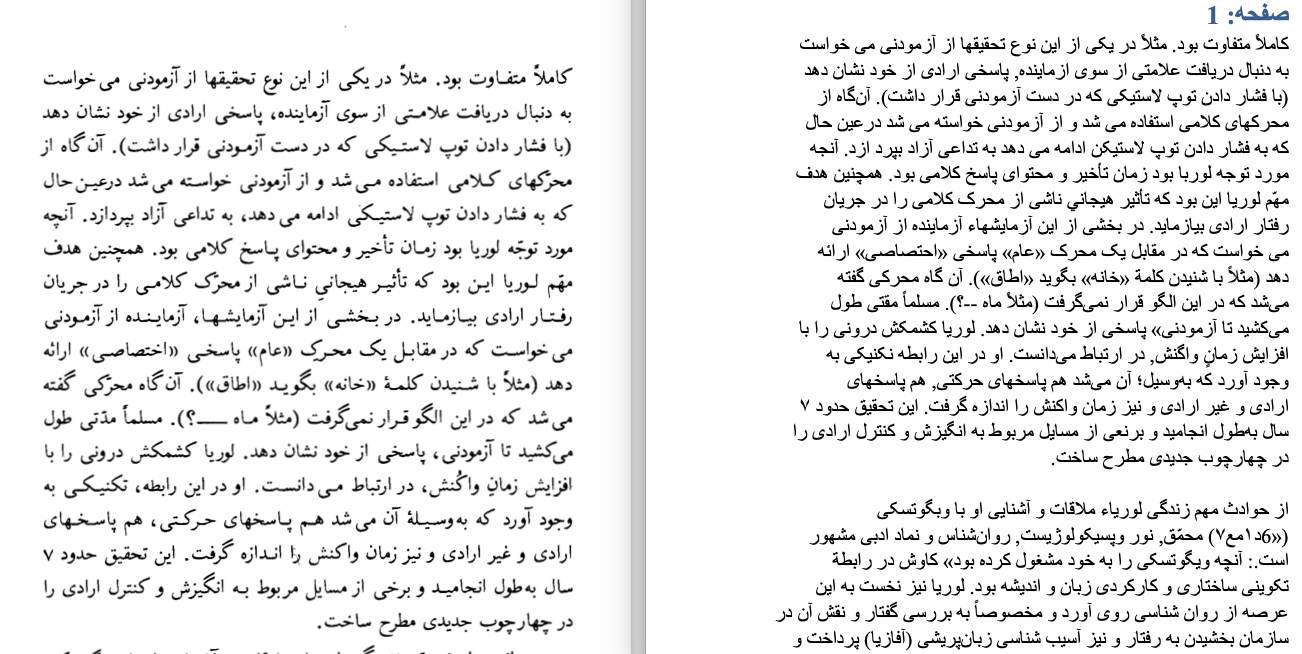 کاملاً متفاوت بود. مثلاً در یکی از این نوع تحقیقها از آزمودنی می خواست
به دنبال دریافت علامتی از سوی آزماینده، پاسخی ارادی از خود نشان دهد
(با فشار دادن توپ لاستیکی که در دست آزمودنی قرار داشت). آن گاه از
محرّکهای کلامی استفاده می شد و از آزمودنی خواسته می شد درعین حال
که به فشار دادن توپ لاستیکی ادامه می دهد، به تداعی آزاد بپردازد. آنچه
مورد توجّه لوریا بود زمان تأخیر و محتوای پاسخ کلامی بود. همچنین هدف
مهّم لوریا این بود که تأثیر هیجانیِ ناشی از محرّک کلامی را در جریان
رفتار ارادی بیازماید. در بخشی از این آزمایشها، آزماینده از آزمودنی
می خواست که در مقابل یک محرک «عام» پاسخی «اختصاصی» ارائه
دهد (مثلاً با شنیدن کلمهٔ «خانه» بگوید «اطاق»). آن گاه محرّکی گفته
می شد که در این الگو قرار نمی‌گرفت (مثلاً ماه ــــ؟). مسلماً مدّتی طول
می‌کشید تا آزمودنی، پاسخی از خود نشان دهد. لوریا کشمکش درونی را با
افزایش زمانِ واکُنش، در ارتباط می دانست. او در این رابطه، تکنیکی به
وجود آورد که به‌وسیلهٔ آن می شد هم پاسخهای حرکتی، هم پاسخهای
ارادی و غیر ارادی و نیز زمان واکنش را اندازه گرفت. این تحقیق حدود ۷
سال به‌طول انجامید و برخی از مسایل مربوط به انگیزش و کنترل ارادی را
در چهارچوب جدیدی مطرح ساخت.
صفحه: 1
کاملاً متفاوت بود. مثلاً در یکی از این نوع تحقیقها از آزمودنی می خواست
به دنبال دریافت علامتی از سوی ازماینده, پاسخی ارادی از خود نشان دهد
(با فشار دادن توپ لاستیکی که در دست آزمودنی قرار داشت). آن‌گاه از
محرکهای کلامی استفاده می شد و از آزمودنی خواسته می شد درعین حال
که به فشار دادن توپ لاستیکن ادامه می دهد به تداعی آزاد بپرد ازد. آنجه
مورد توجه لوربا بود زمان تأخیر و محتوای پاسخ کلامی بود. همچنین هدف
مهّم لوریا این بود که تأثیر هیجاني ناشی از محرک کلامی را در جریان
رفتار ارادی بیازماید. در بخشی از این آزمایشهاء آزماینده از آزمودنی
می خواست که در مقابل یک محرک «عام» پاسخی «احتصاصی» ارائه
دهد (مثلاً با شنیدن کلمة «خانه» بگوید «اطاق»). آن گاه محرکی گفته
می‌شد که در این الگو قرار نمی‌گرفت (مثلاً ماه --؟). مسلماً مقتی طول
می‌کشید تا آزمودنی» پاسخی از خود نشان دهد. لوریا کشمکش درونی را با
افزایش زمانٍ واگنش, در ارتباط می‌دانست. او در این رابطه نکنیکی به
وجود آورد که به‌وسیل؛ آن می‌شد هم پاسخهای حرکتی, هم پاسخهای
ارادی و غیر ارادی و نیز زمان واکنش را اندازه گرفت. این تحقیق حدود ۷
سال به‌طول انجامید و برنعی از مسایل مربوط به انگیزش و کنترل ارادی را
در چهارچوب جدیدی مطرح ساخت.
از حوادث مهم زندگی لوریاء ملاقات و آشنایی او با وبگوتسکی
(«6د۱مع۷) محمّق, نور وپسیکولوژیست, روان‌شناس و نماد ادبی مشهور
است.: آنچه ویگوتسکی را به خود مشغول کرده بود» کاوش در رابطة
تکوینی ساختاری و کارکردی زبان و اندیشه بود. لوریا نیز نخست به این
عرصه از روان شناسی روی آورد و مخصوصاً به بررسی گفتار و نقش آن در
سازمان بخشیدن به رفتار و نیز آسیب شناسی زبان‌پریشی (آفازیا) پرداخت و